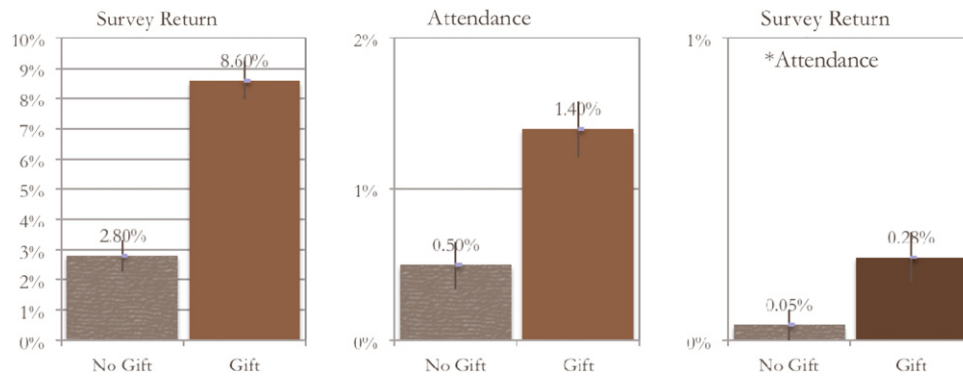 Survey Return
10%
9%
8%
7%
6%
5%
4%
3%
2%
1%
0%
2.80%
8.60%
No Gift
Gift
Attendance
2%
1%
0%
0.50%
1.40%
No Gift
Gift
Survey Return
*Attendance
1%
0%
0.05%
0.28%
No Gift
Gift